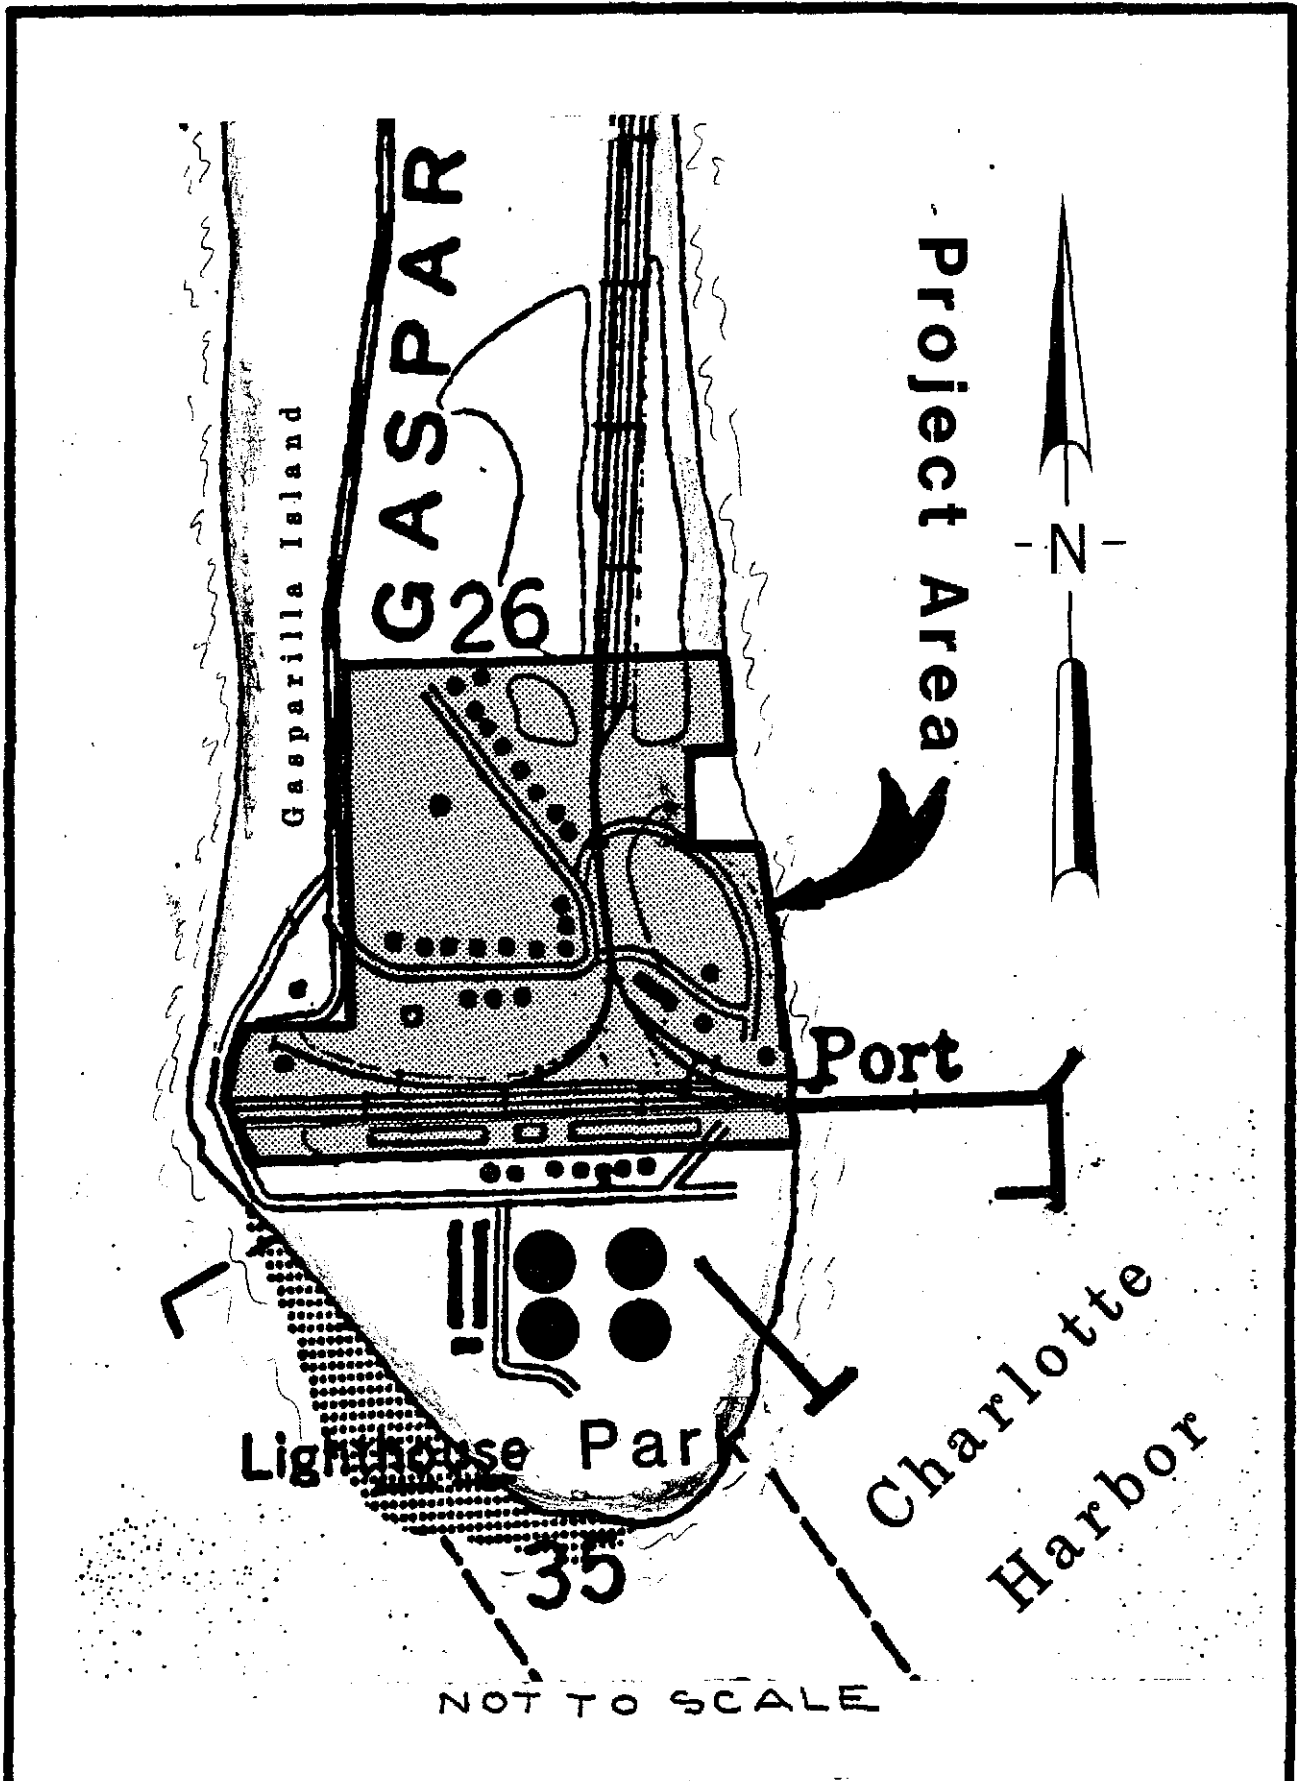 GASPAR
Gasparilla Island
Project Area
N
26
Port
Charlotte
Harbor
Lighthouse Park
35
NOT TO SCALE